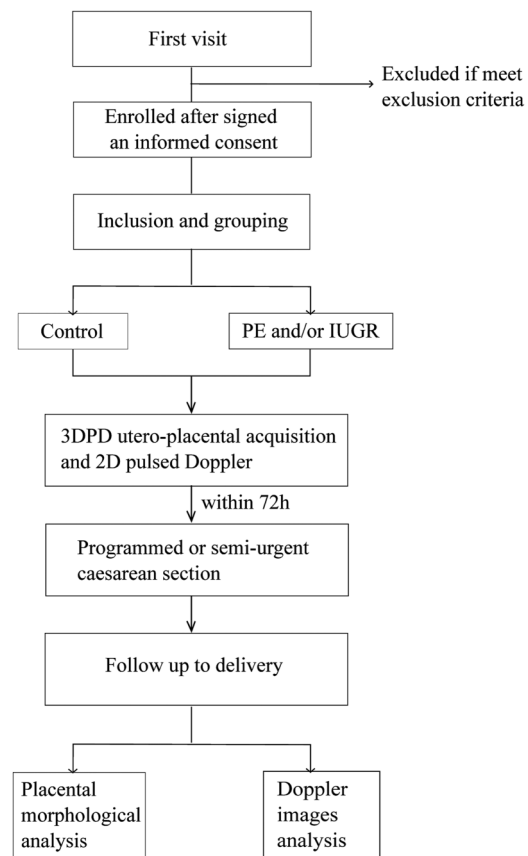 First visit
Excluded if meet
exclusion criteria
Enrolled after signed
an informed consent
Inclusion and grouping
Control
PE and/or IUGR
3DPD utero-placental acquisition
and 2D pulsed Doppler
within 72h
Programmed or semi-urgent
caesarean section
Follow up to delivery
Placental
morphological
analysis
Doppler
images
analysis